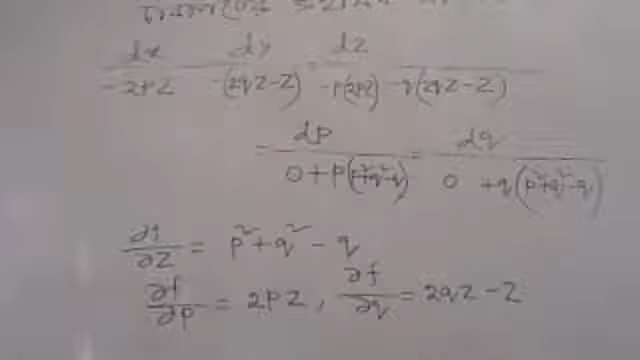 dx/-2pz  dy/-(2qz-z) = dz/-p(2pz) -q(2qz-z)
= dp/0+p(p²+q²-q) = dq/0 +q(p²+q²-q)
∂f/∂z = p²+q²-q
∂f/∂p = 2pz, ∂f/∂q = 2qz-z